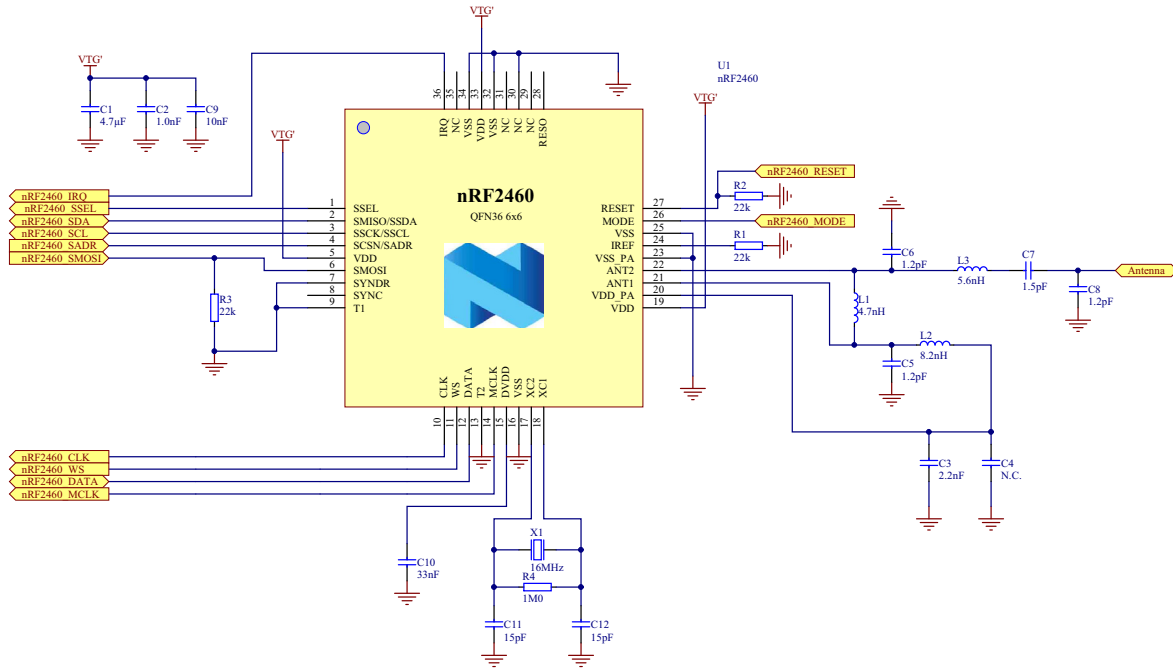 VTG'
U1
nRF2460
VTG'
C1
4.7µF
C2
1.0nF
C9
10nF
VTG'
VTG'
36
35
34
33
32
31
30
29
28
IRQ
NC
VSS
VDD
VSS
NC
NC
NC
RESO
nRF2460
QFN36 6x6
nRF2460_IRQ
nRF2460_SSEL
nRF2460_SDA
nRF2460_SCL
nRF2460_SADR
nRF2460_SMOSI
1
2
3
4
5
6
7
8
9
SSEL
SMISO/SSDA
SSCK/SSCL
SCSN/SADR
VDD
SMOSI
SYNDR
SYNC
T1
RESET
MODE
VSS
IREF
VSS_PA
ANT2
ANT1
VDD_PA
VDD
27
26
25
24
23
22
21
20
19
nRF2460_RESET
R2
22k
nRF2460_MODE
R1
22k
C6
1.2pF
L3
5.6nH
C7
1.5pF
Antenna
C8
1.2pF
L1
4.7nH
L2
8.2nH
C5
1.2pF
R3
22k
CLK
WS
DATA
T2
MCLK
DVDD
VSS
XC2
XC1
10
11
12
13
14
15
16
17
18
nRF2460_CLK
nRF2460_WS
nRF2460_DATA
nRF2460_MCLK
C3
2.2nF
C4
N.C.
C10
33nF
X1
16MHz
R4
1M0
C11
15pF
C12
15pF